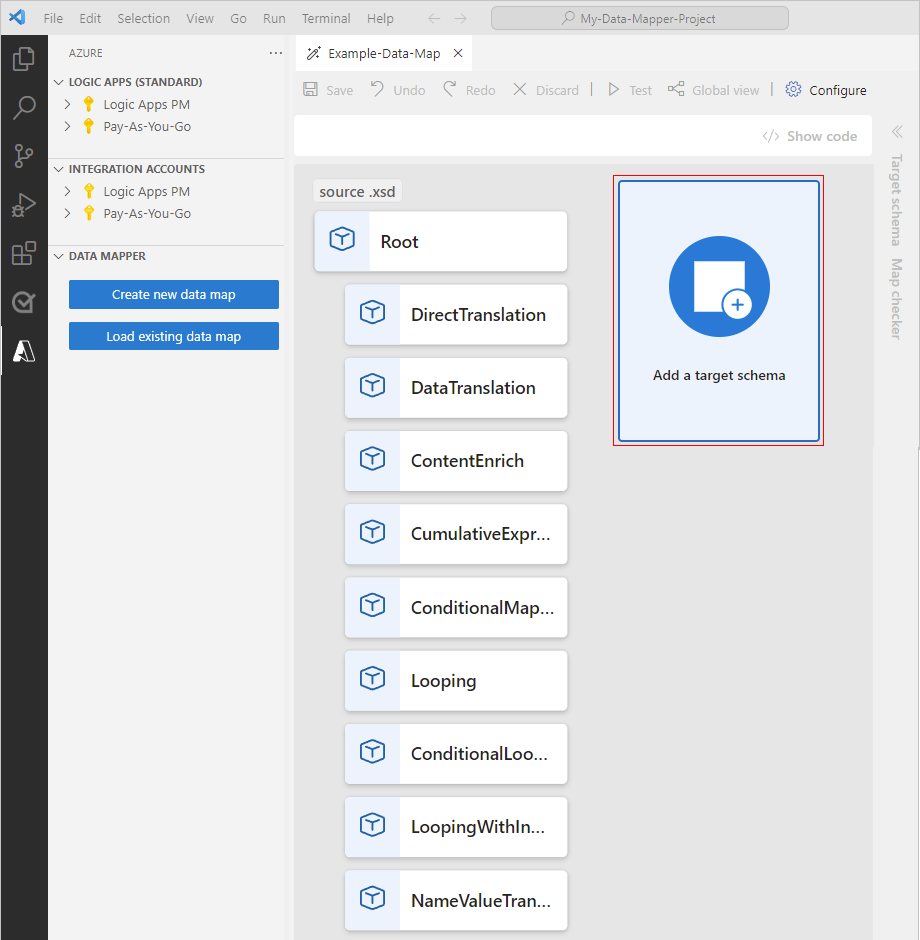 File Edit Selection View Go Run Terminal Help My-Data-Mapper-Project
AZURE
LOGIC APPS (STANDARD)
Logic Apps PM
Pay-As-You-Go
INTEGRATION ACCOUNTS
Logic Apps PM
Pay-As-You-Go
DATA MAPPER
Create new data map
Load existing data map
Example-Data-Map
Save Undo Redo Discard Test Global view Configure
Show code
source .xsd
Root
DirectTranslation
DataTranslation
ContentEnrich
CumulativeExpr...
ConditionalMap...
Looping
ConditionalLoo...
LoopingWithIn...
NameValueTran...
Add a target schema
Target schema
Map checker